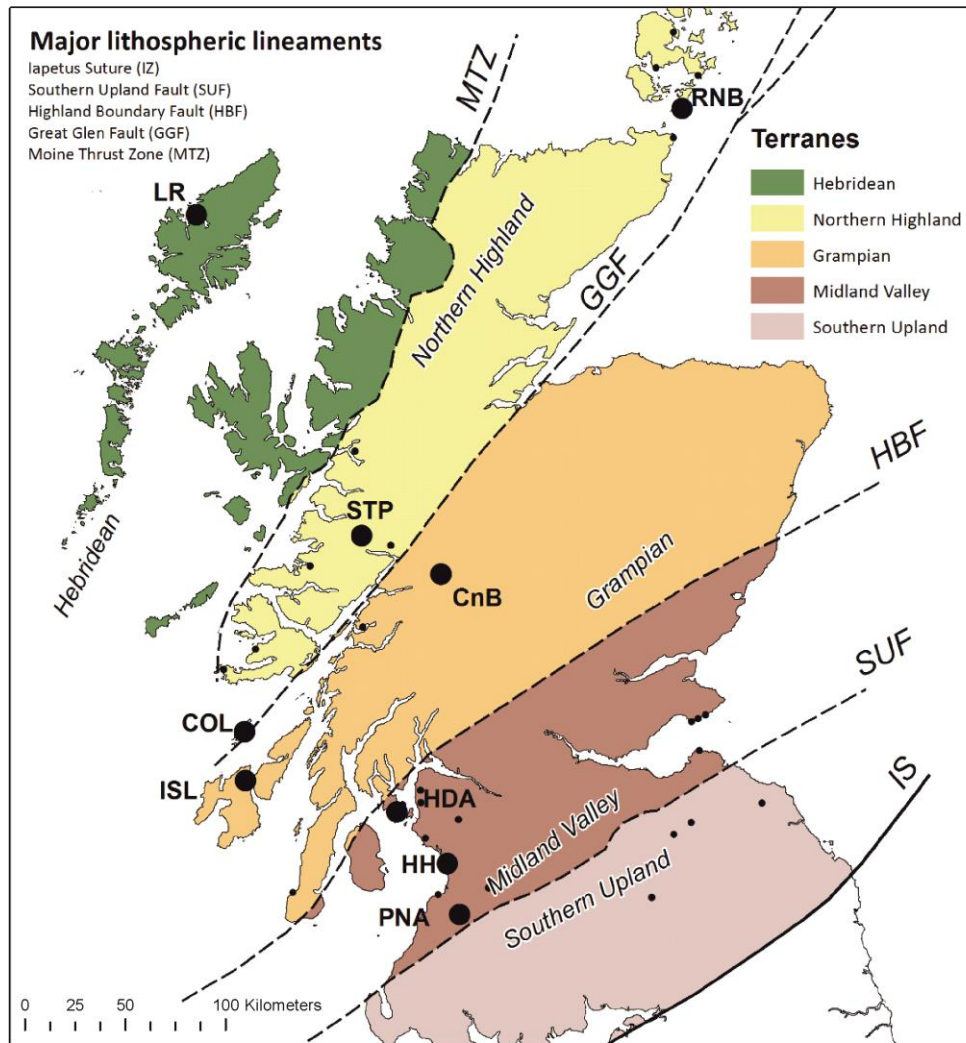 Major lithospheric lineaments
Iapetus Suture (IZ)
Southern Upland Fault (SUF)
Highland Boundary Fault (HBF)
Great Glen Fault (GGF)
Moine Thrust Zone (MTZ)
MTZ
RNB
Terranes
Hebridean
Northern Highland
Grampian
Midland Valley
Southern Upland
LR
Northern Highland
GGF
HBF
STP
CnB
Grampian
Hebridean
SUF
COL
ISL
HDA
IS
HH
Midland Valley
PNA
Southern Upland
0 25 50 100 Kilometers